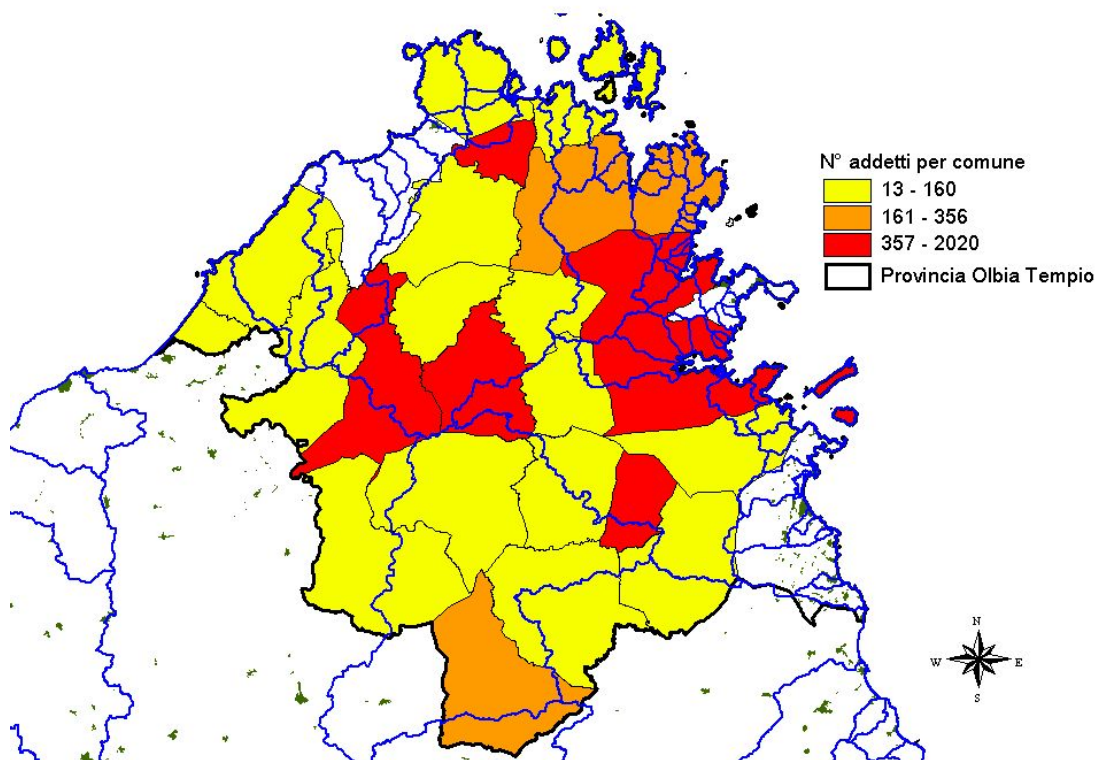 N° addetti per comune
13 - 160
161 - 356
357 - 2020
Provincia Olbia Tempio
N
W E
S